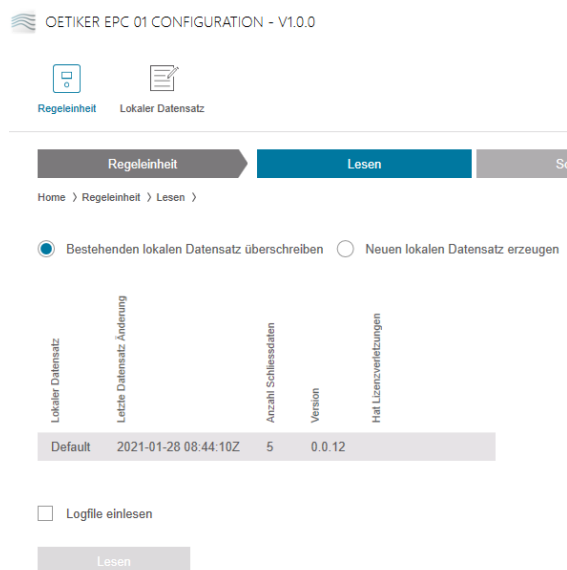 OETIKER EPC 01 CONFIGURATION - V1.0.0
Regeleinheit Lokaler Datensatz
Regeleinheit Lesen
Home > Regeleinheit > Lesen >
Bestehenden lokalen Datensatz überschreiben Neuen lokalen Datensatz erzeugen
Lokaler Datensatz
Letzte Datensatz Änderung
Anzahl Schliessdaten
Version
Hat Lizenzverletzungen
Default 2021-01-28 08:44:10Z 5 0.0.12
Logfile einlesen
Lesen